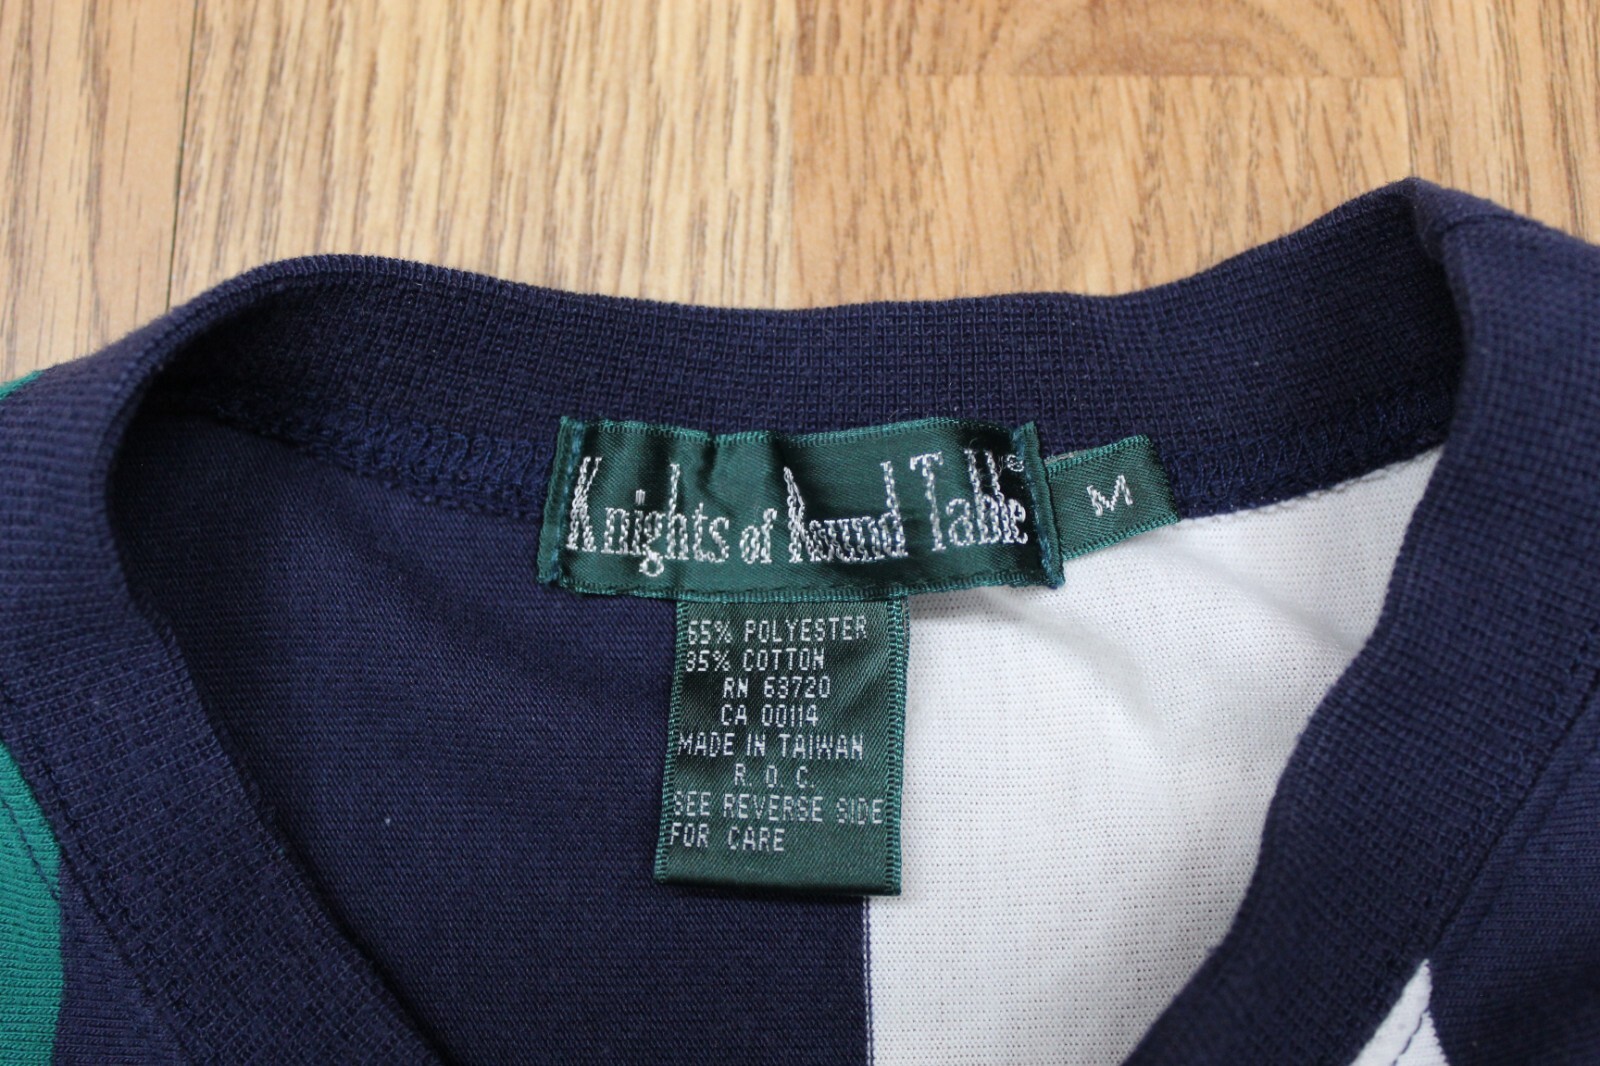 Knights of Round Table®
M
65% POLYESTER
35% COTTON
RN 63720
CA 00114
MADE IN TAIWAN
R. O. C.
SEE REVERSE SIDE
FOR CARE